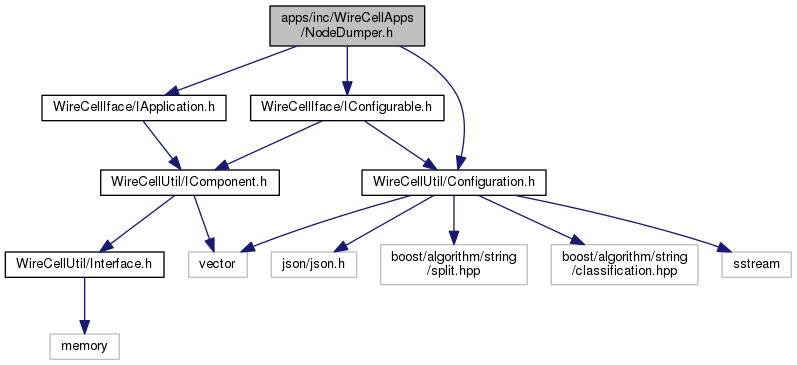 apps/inc/WireCellApps
/NodeDumper.h
WireCellIface/IApplication.h
WireCellIface/IConfigurable.h
WireCellUtil/IComponent.h
WireCellUtil/Configuration.h
WireCellUtil/Interface.h
vector
json/json.h
boost/algorithm/string
/split.hpp
boost/algorithm/string
/classification.hpp
sstream
memory